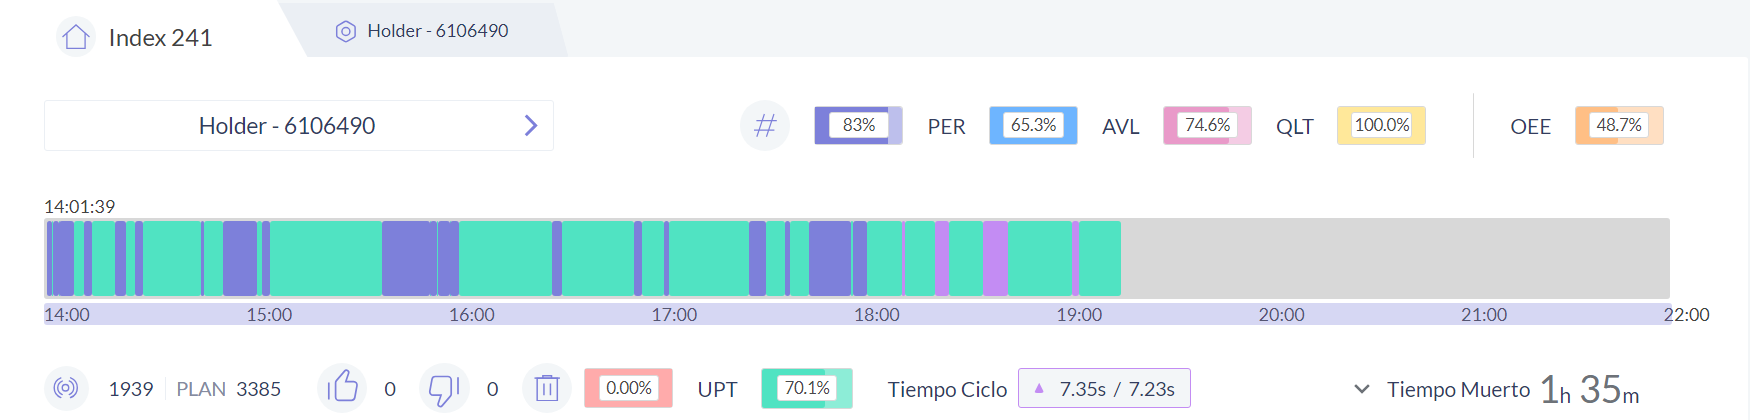 Index 241
Holder - 6106490
Holder - 6106490
# 83% PER 65.3% AVL 74.6% QLT 100.0% OEE 48.7%
14:01:39
14:00 15:00 16:00 17:00 18:00 19:00 20:00 21:00 22:00
1939 PLAN 3385 0 0 0.00% UPT 70.1% Tiempo Ciclo 7.35s / 7.23s Tiempo Muerto 1h 35m